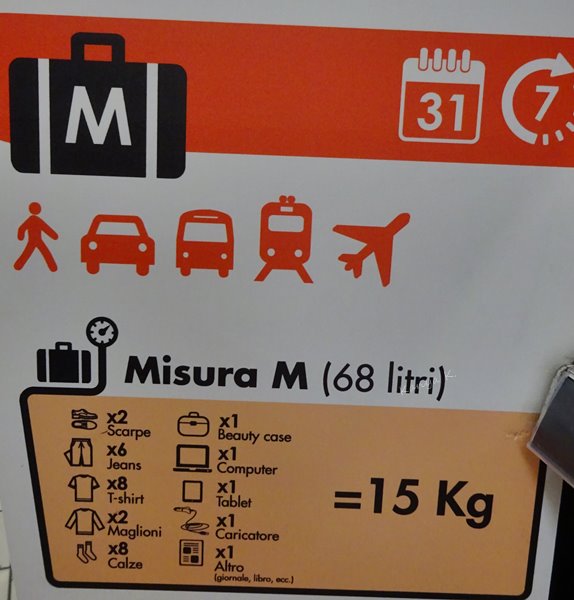 M
31
7
Misura M (68 litri)
x2
Scarpe
x6
Jeans
x8
T-shirt
x2
Maglioni
x8
Calze
x1
Beauty case
x1
Computer
x1
Tablet
x1
Caricatore
x1
Altro
(giornale, libro, ecc.)
=15 Kg